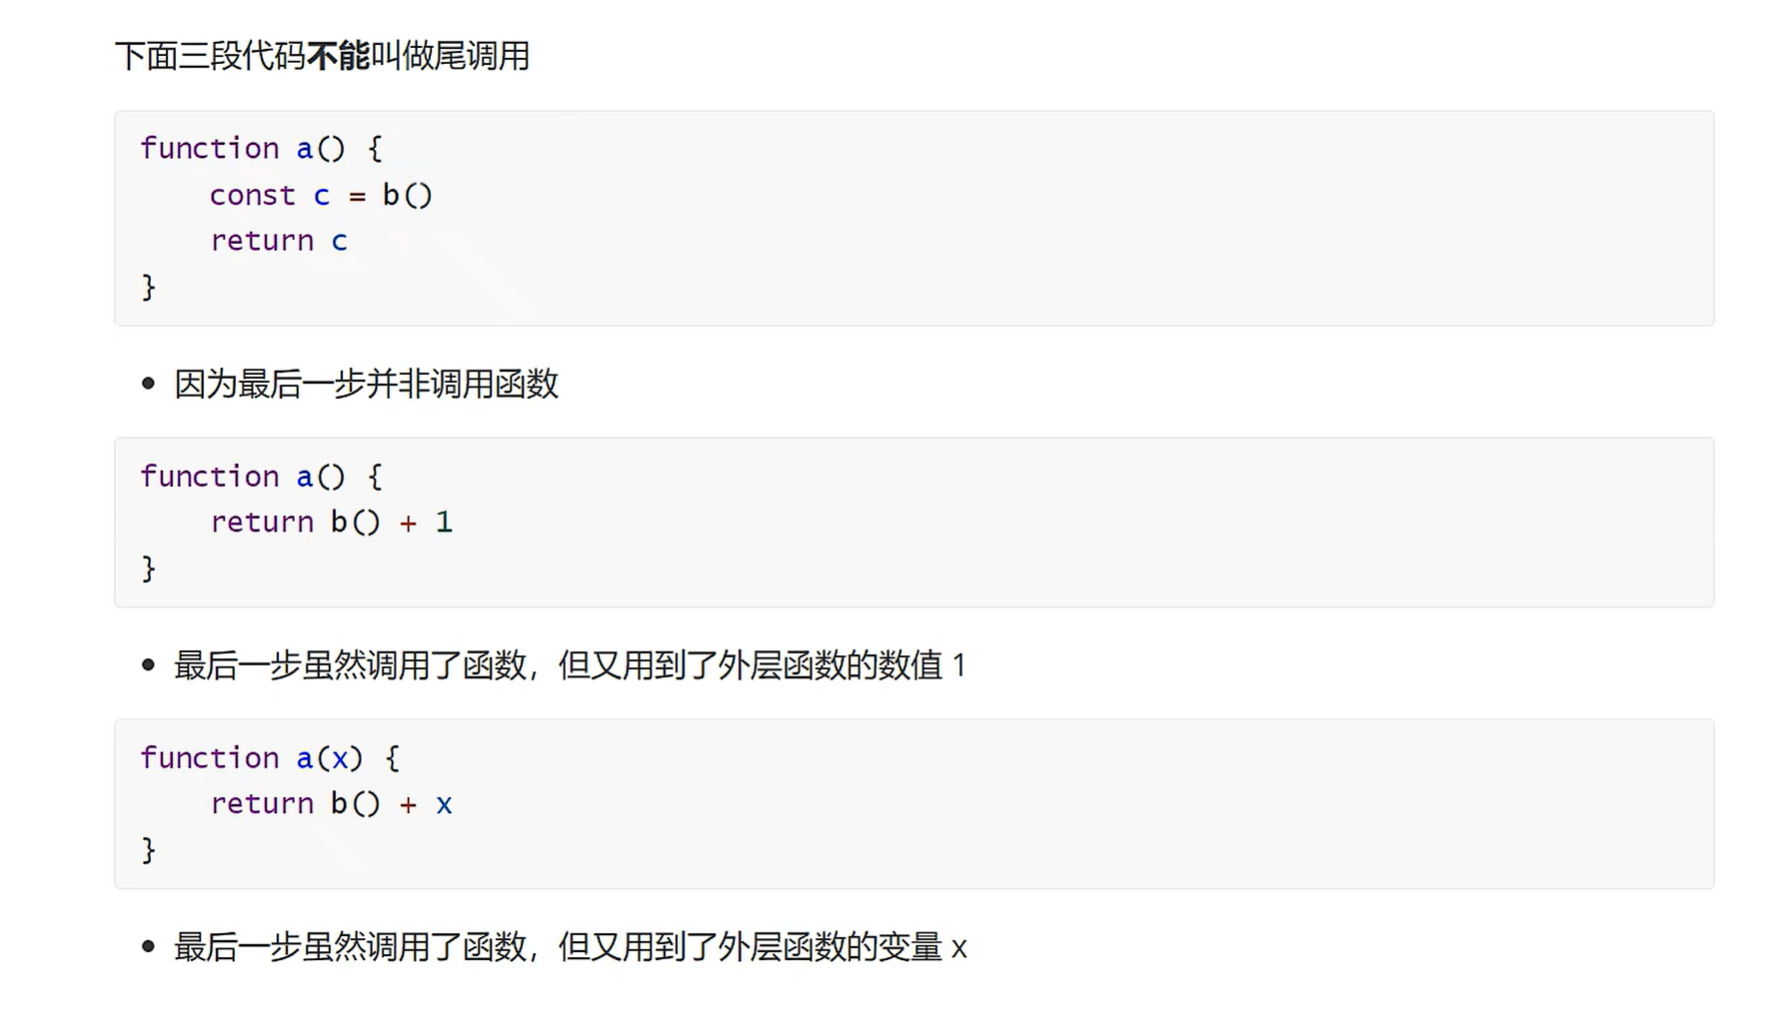 下面三段代码不能叫做尾调用
function a() {
    const c = b()
    return c
}
• 因为最后一步并非调用函数
function a() {
    return b() + 1
}
• 最后一步虽然调用了函数，但又用到了外层函数的数值 1
function a(x) {
    return b() + x
}
• 最后一步虽然调用了函数，但又用到了外层函数的变量 x